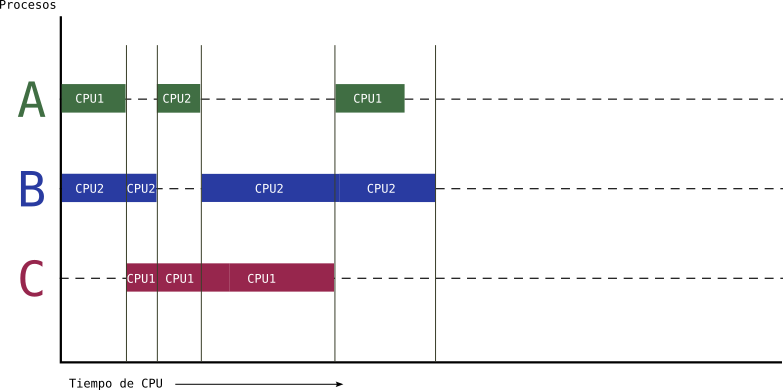 Procesos
A CPU1 CPU2 CPU1
B CPU2 CPU2 CPU2 CPU2
C CPU1 CPU1 CPU1
Tiempo de CPU